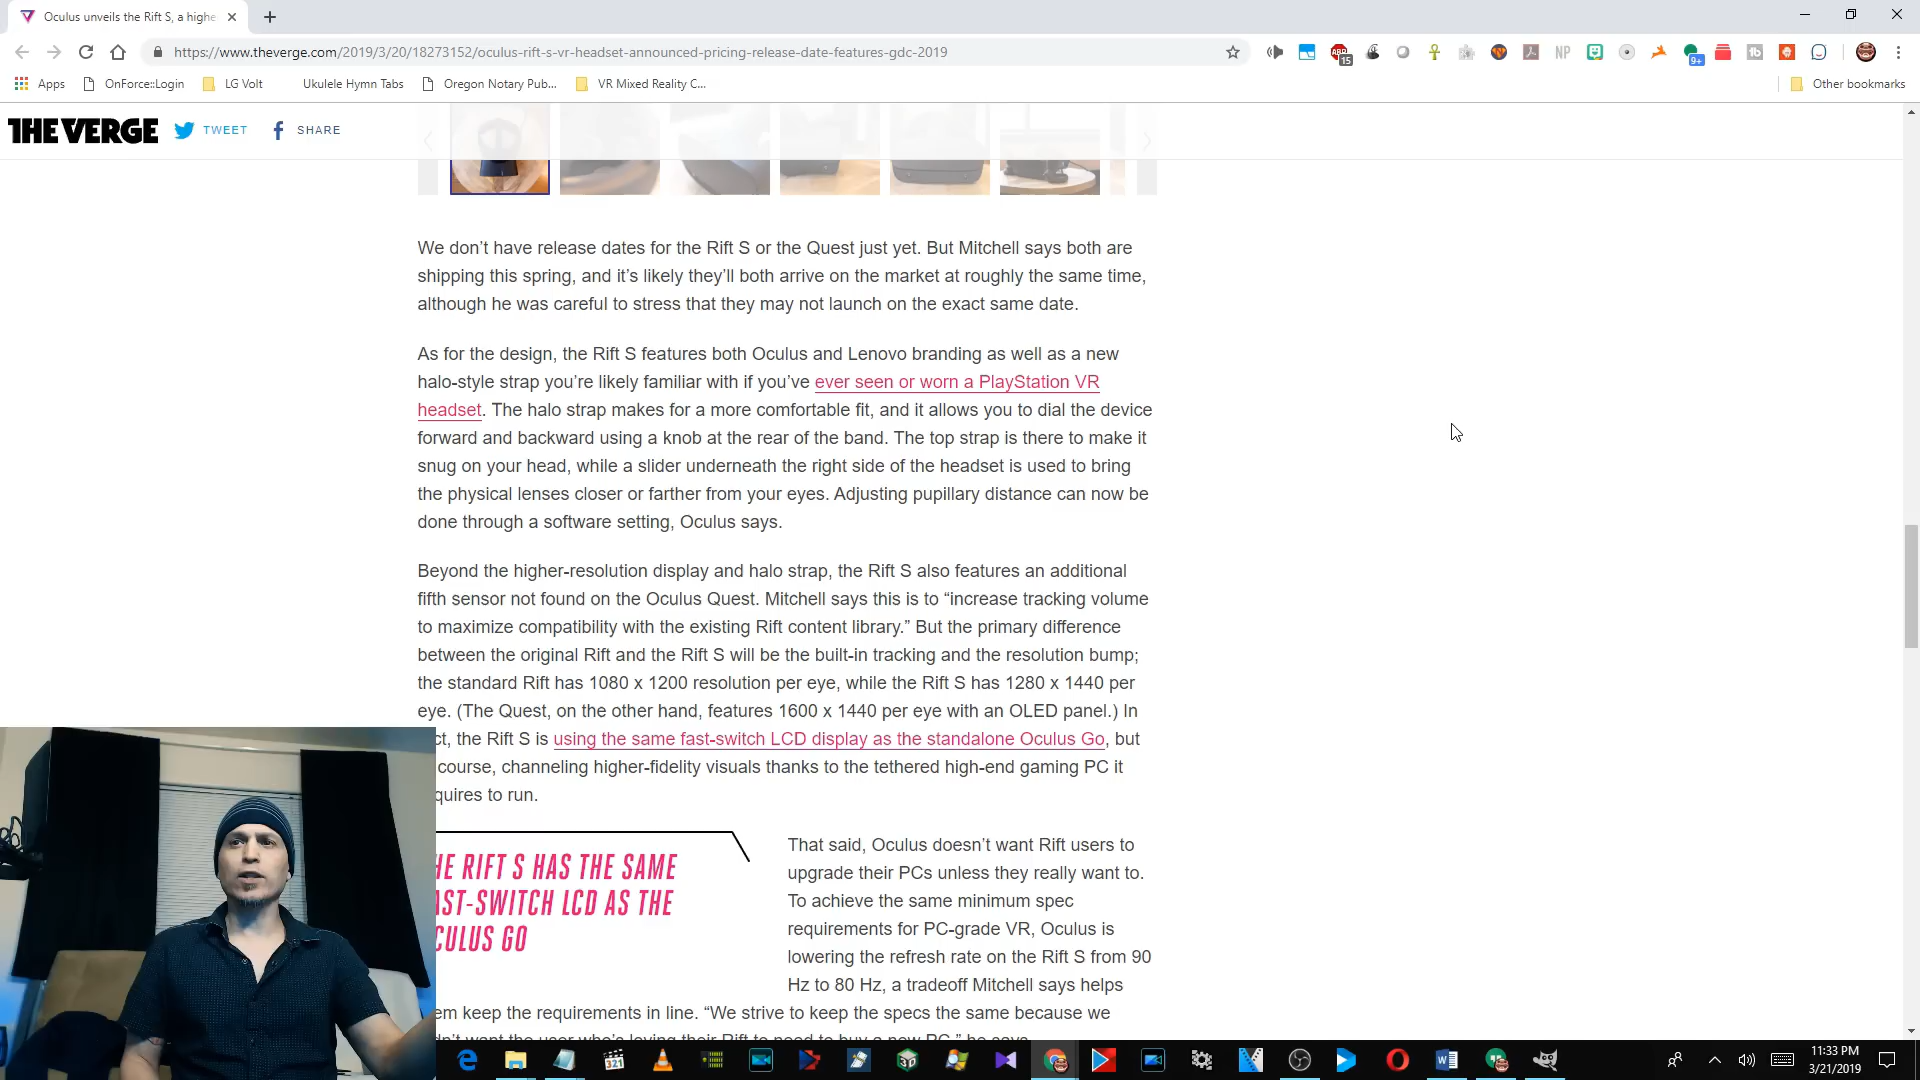 Oculus unveils the Rift S, a highe
https://www.theverge.com/2019/3/20/18273152/oculus-rift-s-vr-headset-announced-pricing-release-date-features-gdc-2019
15
NP
9+
Apps OnForce::Login LG Volt Ukulele Hymn Tabs Oregon Notary Pub... VR Mixed Reality C... Other bookmarks
THE VERGE TWEET SHARE
We don’t have release dates for the Rift S or the Quest just yet. But Mitchell says both are
shipping this spring, and it’s likely they’ll both arrive on the market at roughly the same time,
although he was careful to stress that they may not launch on the exact same date.
As for the design, the Rift S features both Oculus and Lenovo branding as well as a new
halo-style strap you’re likely familiar with if you’ve ever seen or worn a PlayStation VR
headset. The halo strap makes for a more comfortable fit, and it allows you to dial the device
forward and backward using a knob at the rear of the band. The top strap is there to make it
snug on your head, while a slider underneath the right side of the headset is used to bring
the physical lenses closer or farther from your eyes. Adjusting pupillary distance can now be
done through a software setting, Oculus says.
Beyond the higher-resolution display and halo strap, the Rift S also features an additional
fifth sensor not found on the Oculus Quest. Mitchell says this is to “increase tracking volume
to maximize compatibility with the existing Rift content library.” But the primary difference
between the original Rift and the Rift S will be the built-in tracking and the resolution bump;
the standard Rift has 1080 x 1200 resolution per eye, while the Rift S has 1280 x 1440 per
eye. (The Quest, on the other hand, features 1600 x 1440 per eye with an OLED panel.) In
ct, the Rift S is using the same fast-switch LCD display as the standalone Oculus Go, but
course, channeling higher-fidelity visuals thanks to the tethered high-end gaming PC it
quires to run.
HE RIFT S HAS THE SAME
AST-SWITCH LCD AS THE
CULUS GO
That said, Oculus doesn’t want Rift users to
upgrade their PCs unless they really want to.
To achieve the same minimum spec
requirements for PC-grade VR, Oculus is
lowering the refresh rate on the Rift S from 90
Hz to 80 Hz, a tradeoff Mitchell says helps
em keep the requirements in line. “We strive to keep the specs the same because we
dn’t want the user who’s loving their Rift to need to buy a new PC,” he says.
321
11:33 PM
3/21/2019